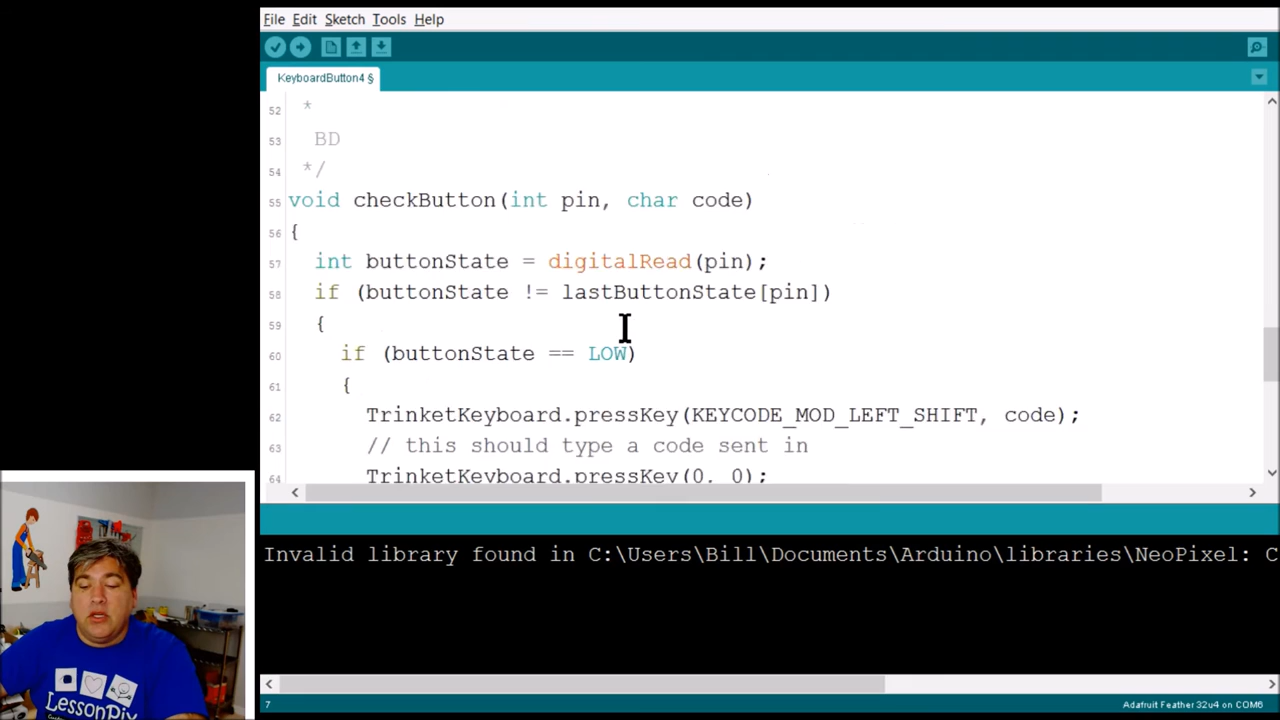 File Edit Sketch Tools Help
KeyboardButton4 §
52 *
53 BD
54 */
55 void checkButton(int pin, char code)
56 {
57 int buttonState = digitalRead(pin);
58 if (buttonState != lastButtonState[pin])
59 {
60 if (buttonState == LOW)
61 {
62 TrinketKeyboard.pressKey(KEYCODE_MOD_LEFT_SHIFT, code);
63 // this should type a code sent in
64 TrinketKeyboard.pressKey(0, 0);
Invalid library found in C:\Users\Bill\Documents\Arduino\libraries\NeoPixel: C
LessonPix
7 Adafruit Feather 32u4 on COM6